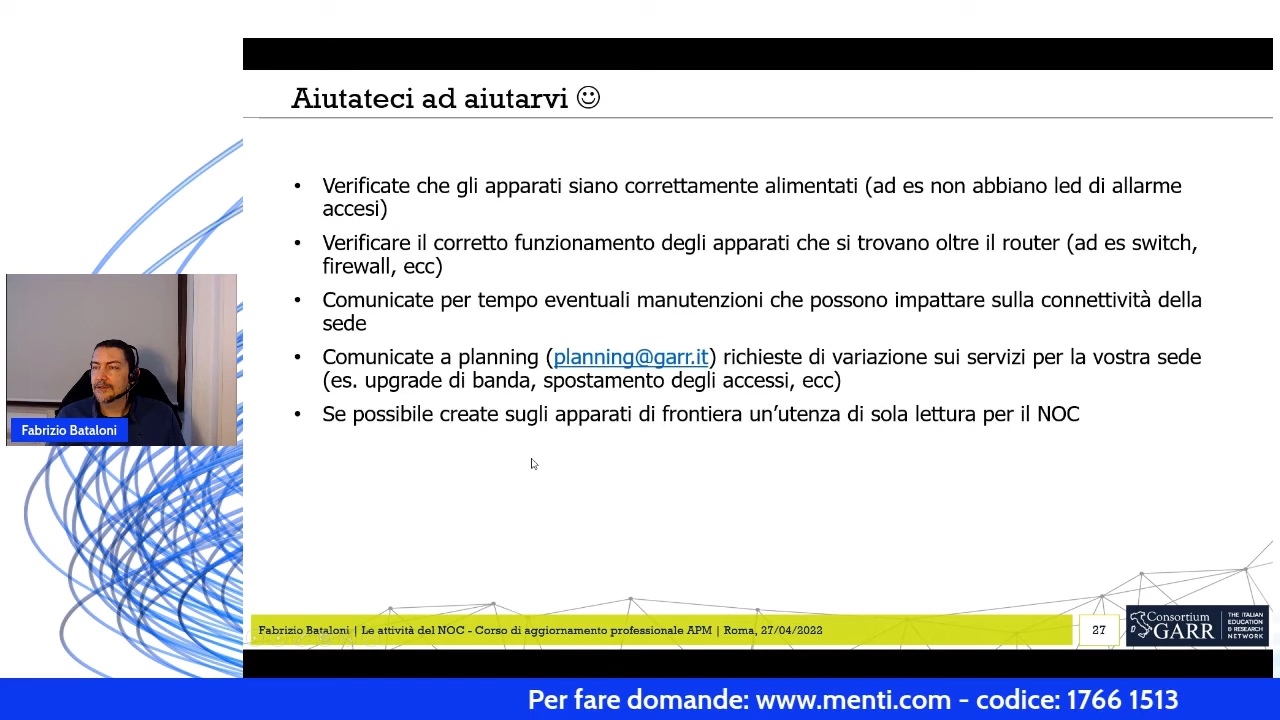 Aiutateci ad aiutarvi ☺
• Verificate che gli apparati siano correttamente alimentati (ad es non abbiano led di allarme
accesi)
• Verificare il corretto funzionamento degli apparati che si trovano oltre il router (ad es switch,
firewall, ecc)
• Comunicate per tempo eventuali manutenzioni che possono impattare sulla connettività della
sede
• Comunicate a planning (planning@garr.it) richieste di variazione sui servizi per la vostra sede
(es. upgrade di banda, spostamento degli accessi, ecc)
• Se possibile create sugli apparati di frontiera un’utenza di sola lettura per il NOC
Fabrizio Bataloni
Fabrizio Bataloni | Le attività del NOC - Corso di aggiornamento professionale APM | Roma, 27/04/2022
27
Consortium
GARR
THE ITALIAN
EDUCATION
& RESEARCH
NETWORK
Per fare domande: www.menti.com - codice: 1766 1513